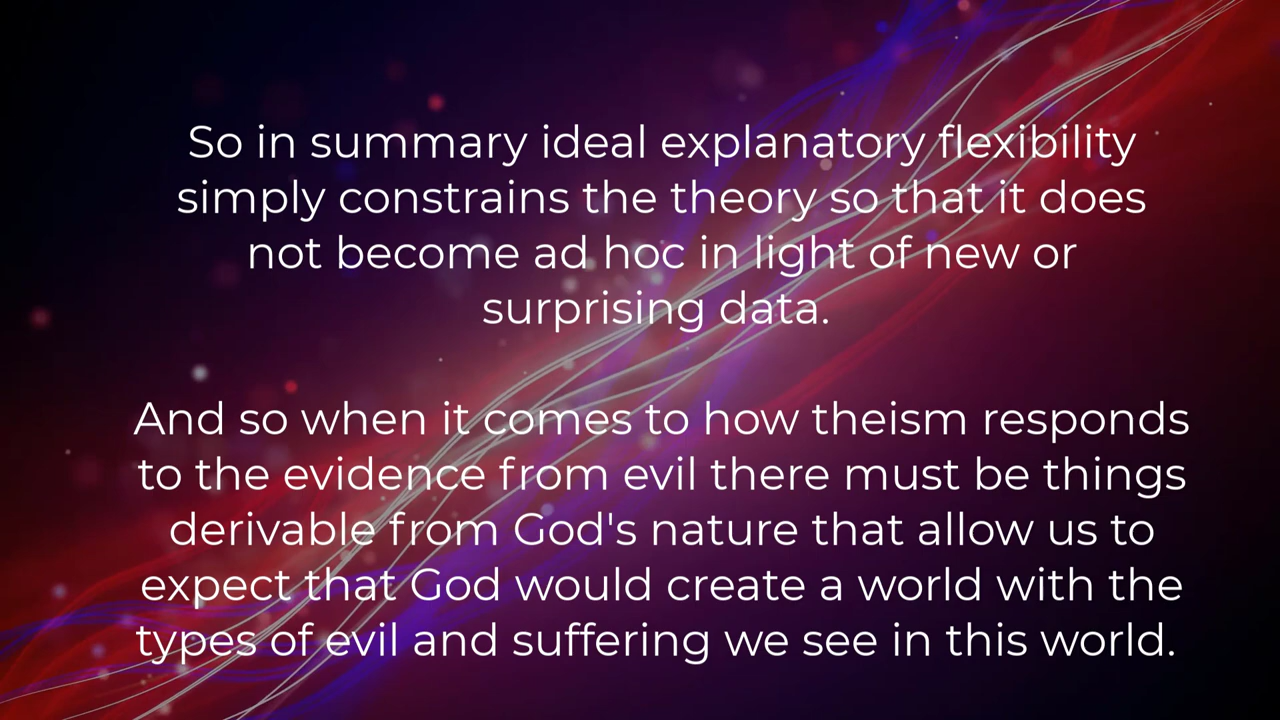 So in summary ideal explanatory flexibility
simply constrains the theory so that it does
not become ad hoc in light of new or
surprising data.
And so when it comes to how theism responds
to the evidence from evil there must be things
derivable from God's nature that allow us to
expect that God would create a world with the
types of evil and suffering we see in this world.